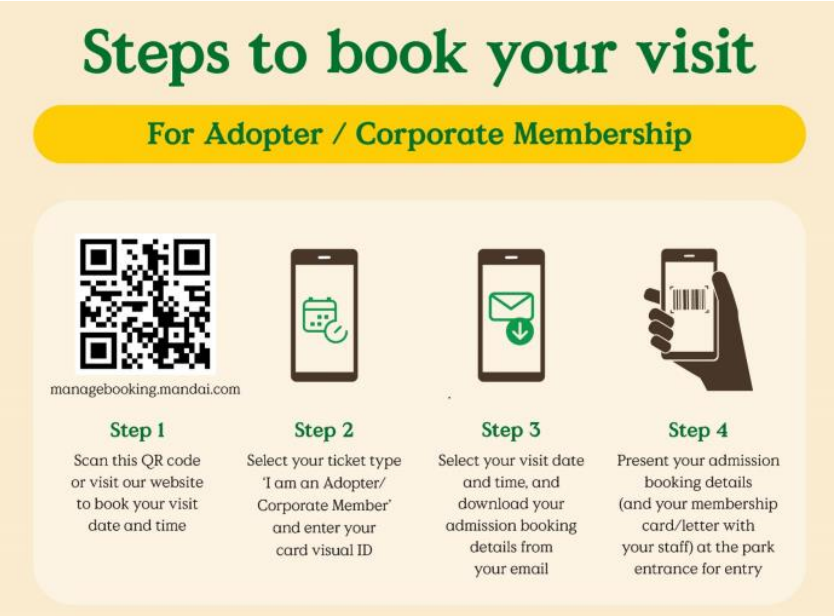 Steps to book your visit
For Adopter / Corporate Membership
managebooking.mandai.com
Step 1
Scan this QR code
or visit our website
to book your visit
date and time
Step 2
Select your ticket type
'I am an Adopter/
Corporate Member'
and enter your
card visual ID
Step 3
Select your visit date
and time, and
download your
admission booking
details from
your email
Step 4
Present your admission
booking details
(and your membership
card/letter with
your staff) at the park
entrance for entry